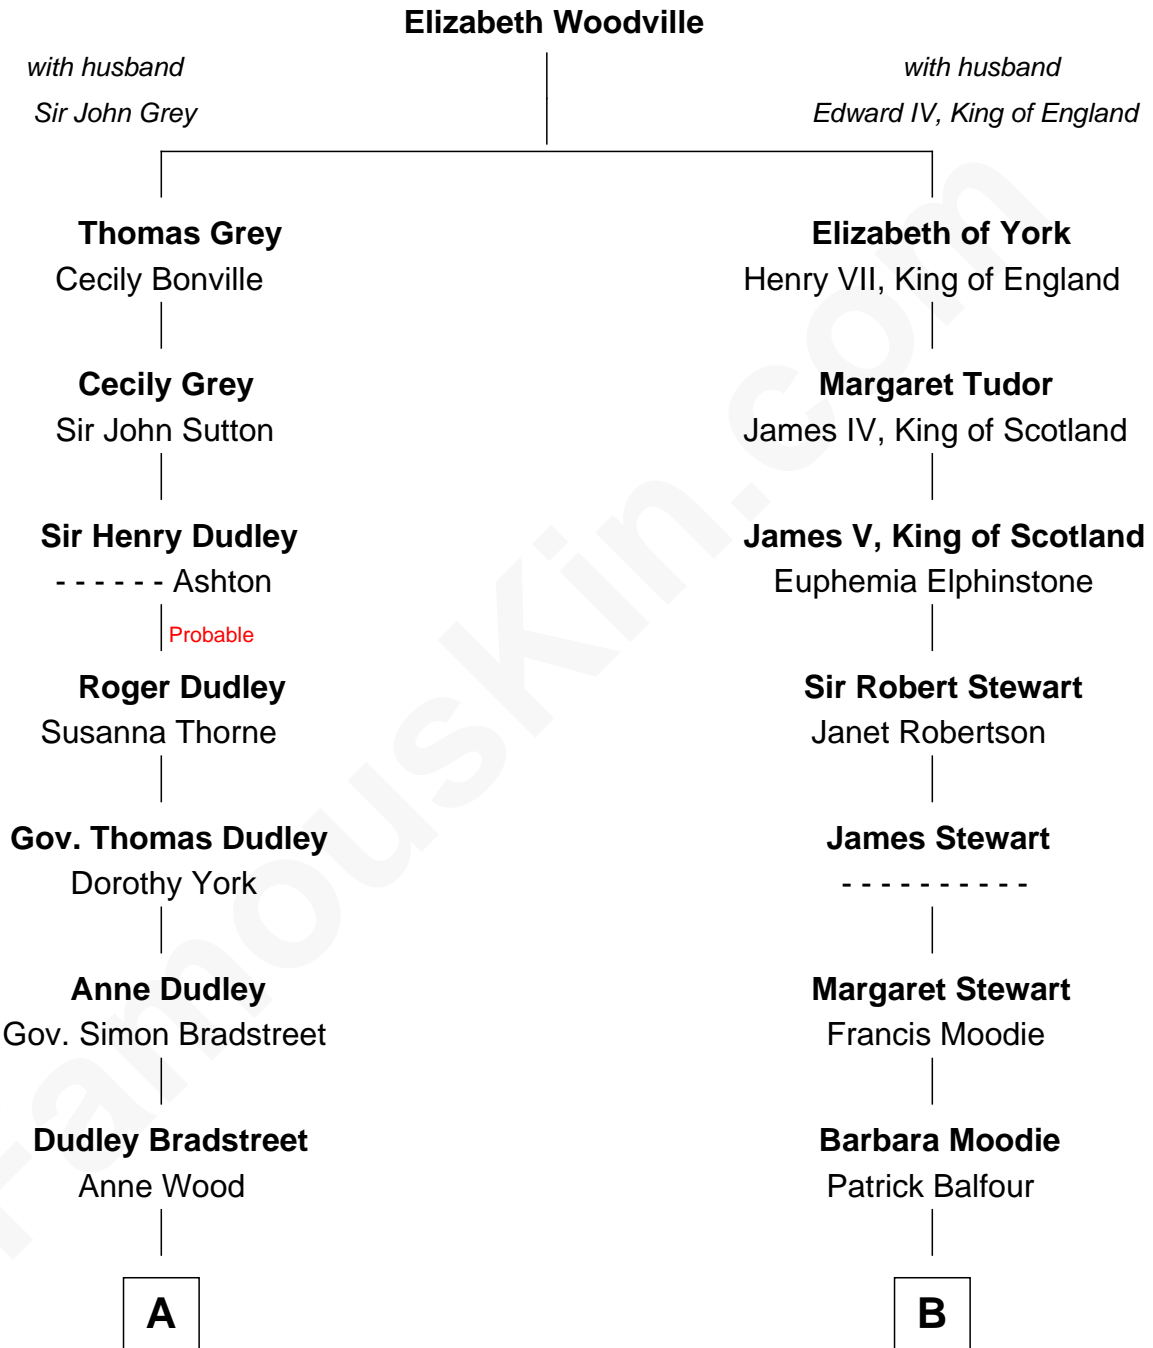 Elizabeth Woodville
with husband
Sir John Grey
with husband
Edward IV, King of England
Thomas Grey
Cecily Bonville
Elizabeth of York
Henry VII, King of England
Cecily Grey
Sir John Sutton
Margaret Tudor
James IV, King of Scotland
Sir Henry Dudley
- - - - - - Ashton
James V, King of Scotland
Euphemia Elphinstone
Probable
Roger Dudley
Susanna Thorne
Sir Robert Stewart
Janet Robertson
Gov. Thomas Dudley
Dorothy York
James Stewart
- - - - - - - - - -
Anne Dudley
Gov. Simon Bradstreet
Margaret Stewart
Francis Moodie
Dudley Bradstreet
Anne Wood
Barbara Moodie
Patrick Balfour
A
B
FamousKin.com